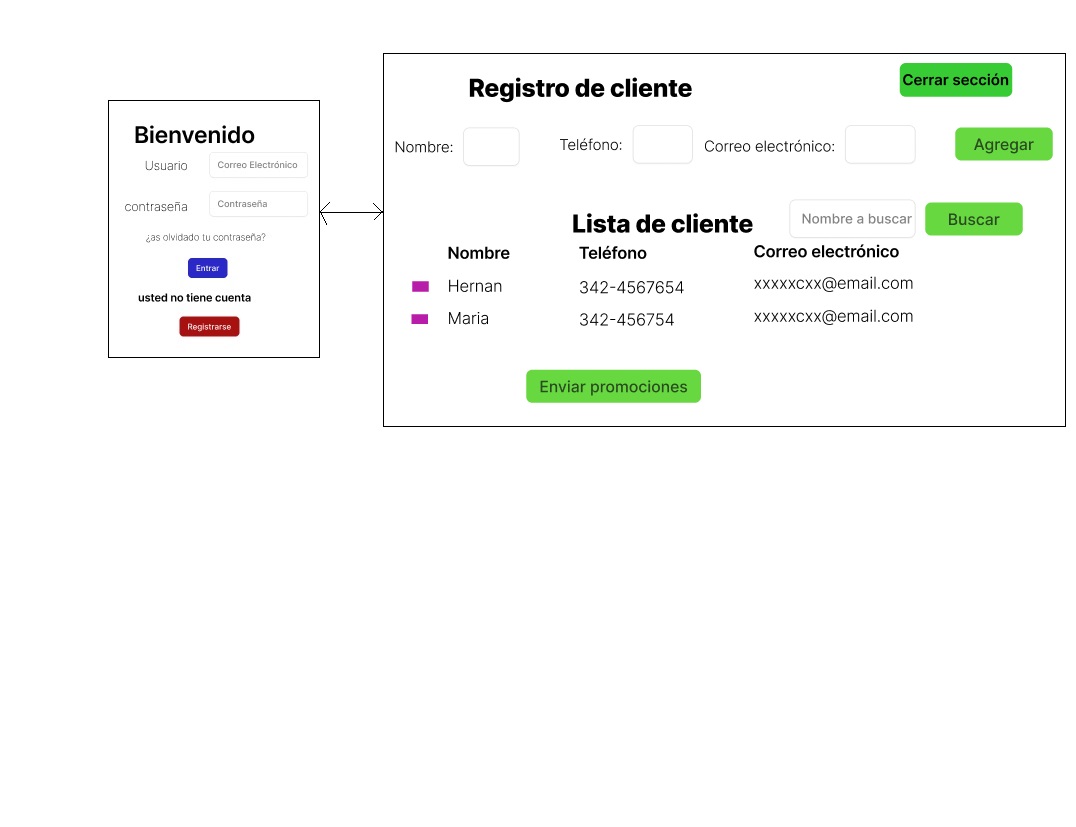 Bienvenido
Usuario Correo Electrónico
contraseña Contraseña
¿as olvidado tu contraseña?
Entrar
usted no tiene cuenta
Registrarse
Registro de cliente Cerrar sección
Nombre: Teléfono: Correo electrónico: Agregar
Lista de cliente Nombre a buscar Buscar
Nombre Teléfono Correo electrónico
Hernan 342-4567654 xxxxxcxx@email.com
Maria 342-456754 xxxxxcxx@email.com
Enviar promociones